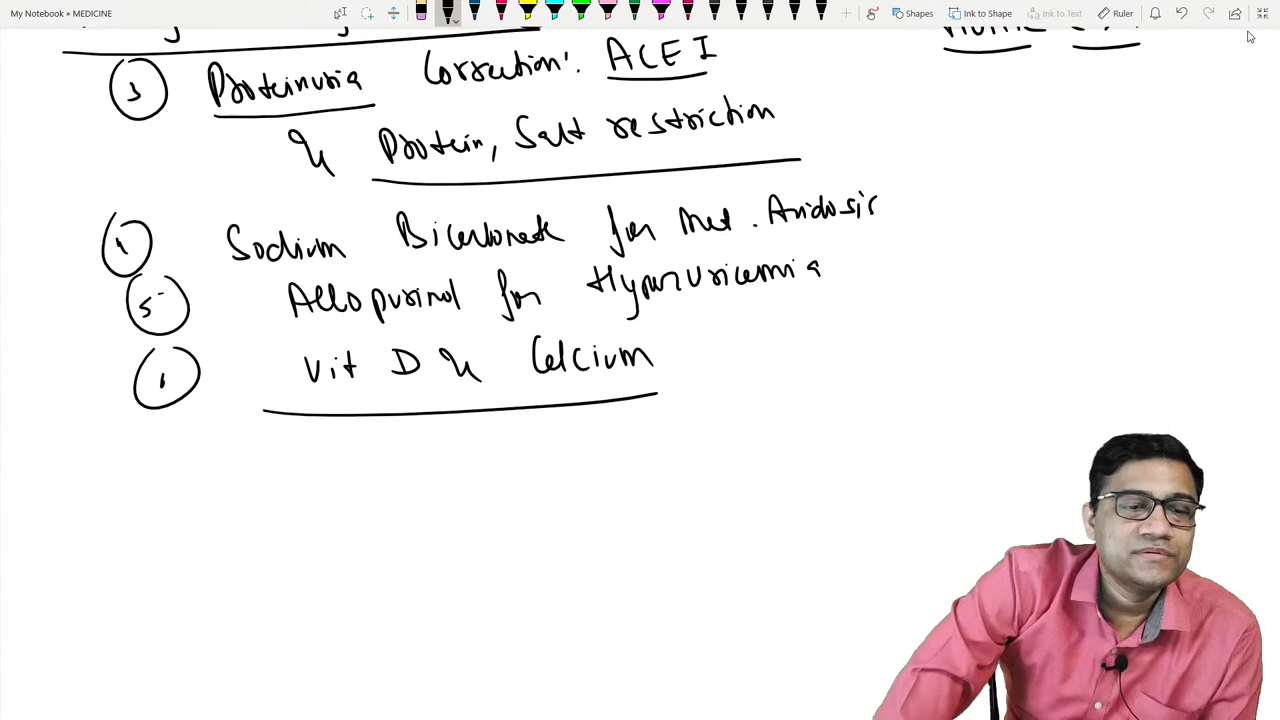 My Notebook » MEDICINE
Shapes
Ink to Shape
Ink to Text
Ruler
3 Proteinuria Correction: ACE I
& Protein, Salt restriction
4 Sodium Bicarbonate for Met. Acidosis
5 Allopurinol for Hyperuricemia
6 Vit D & Calcium